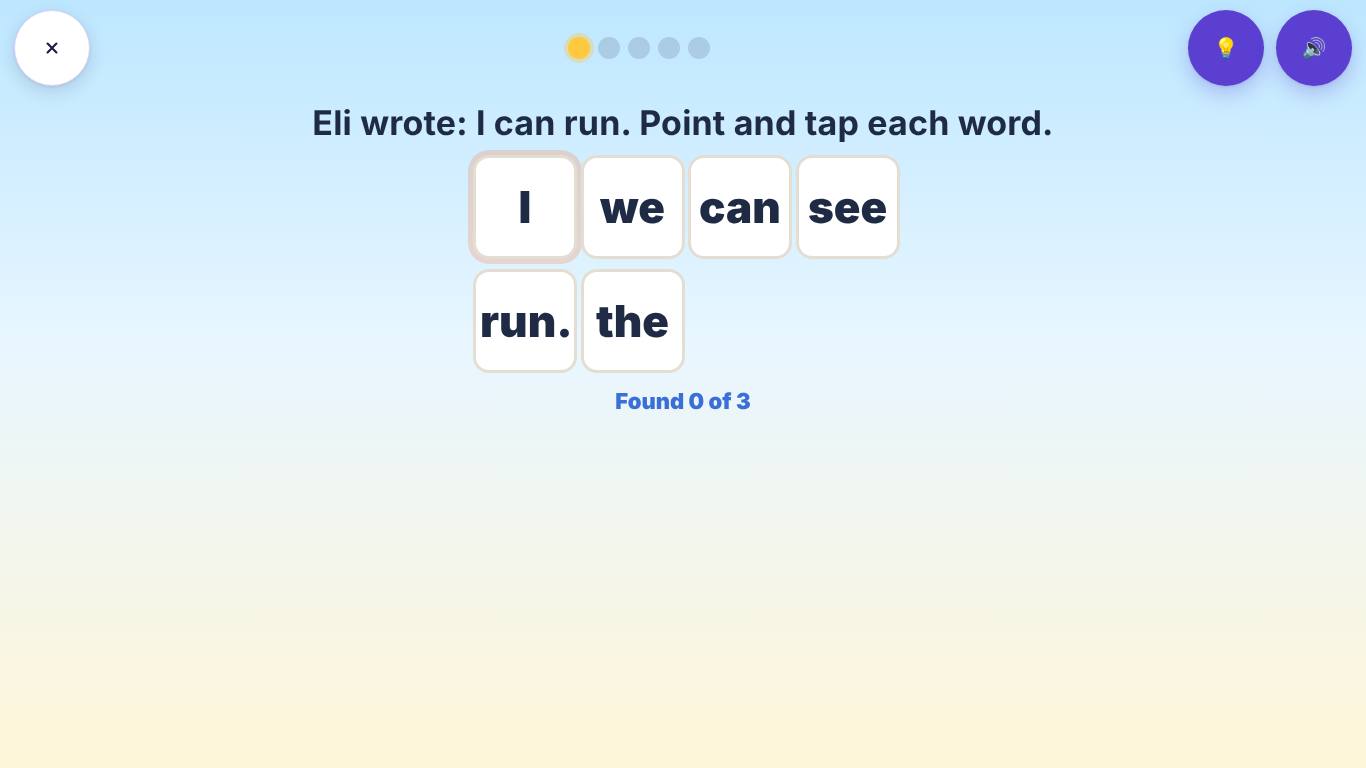 Eli wrote: I can run. Point and tap each word.
I we can see
run. the
Found 0 of 3